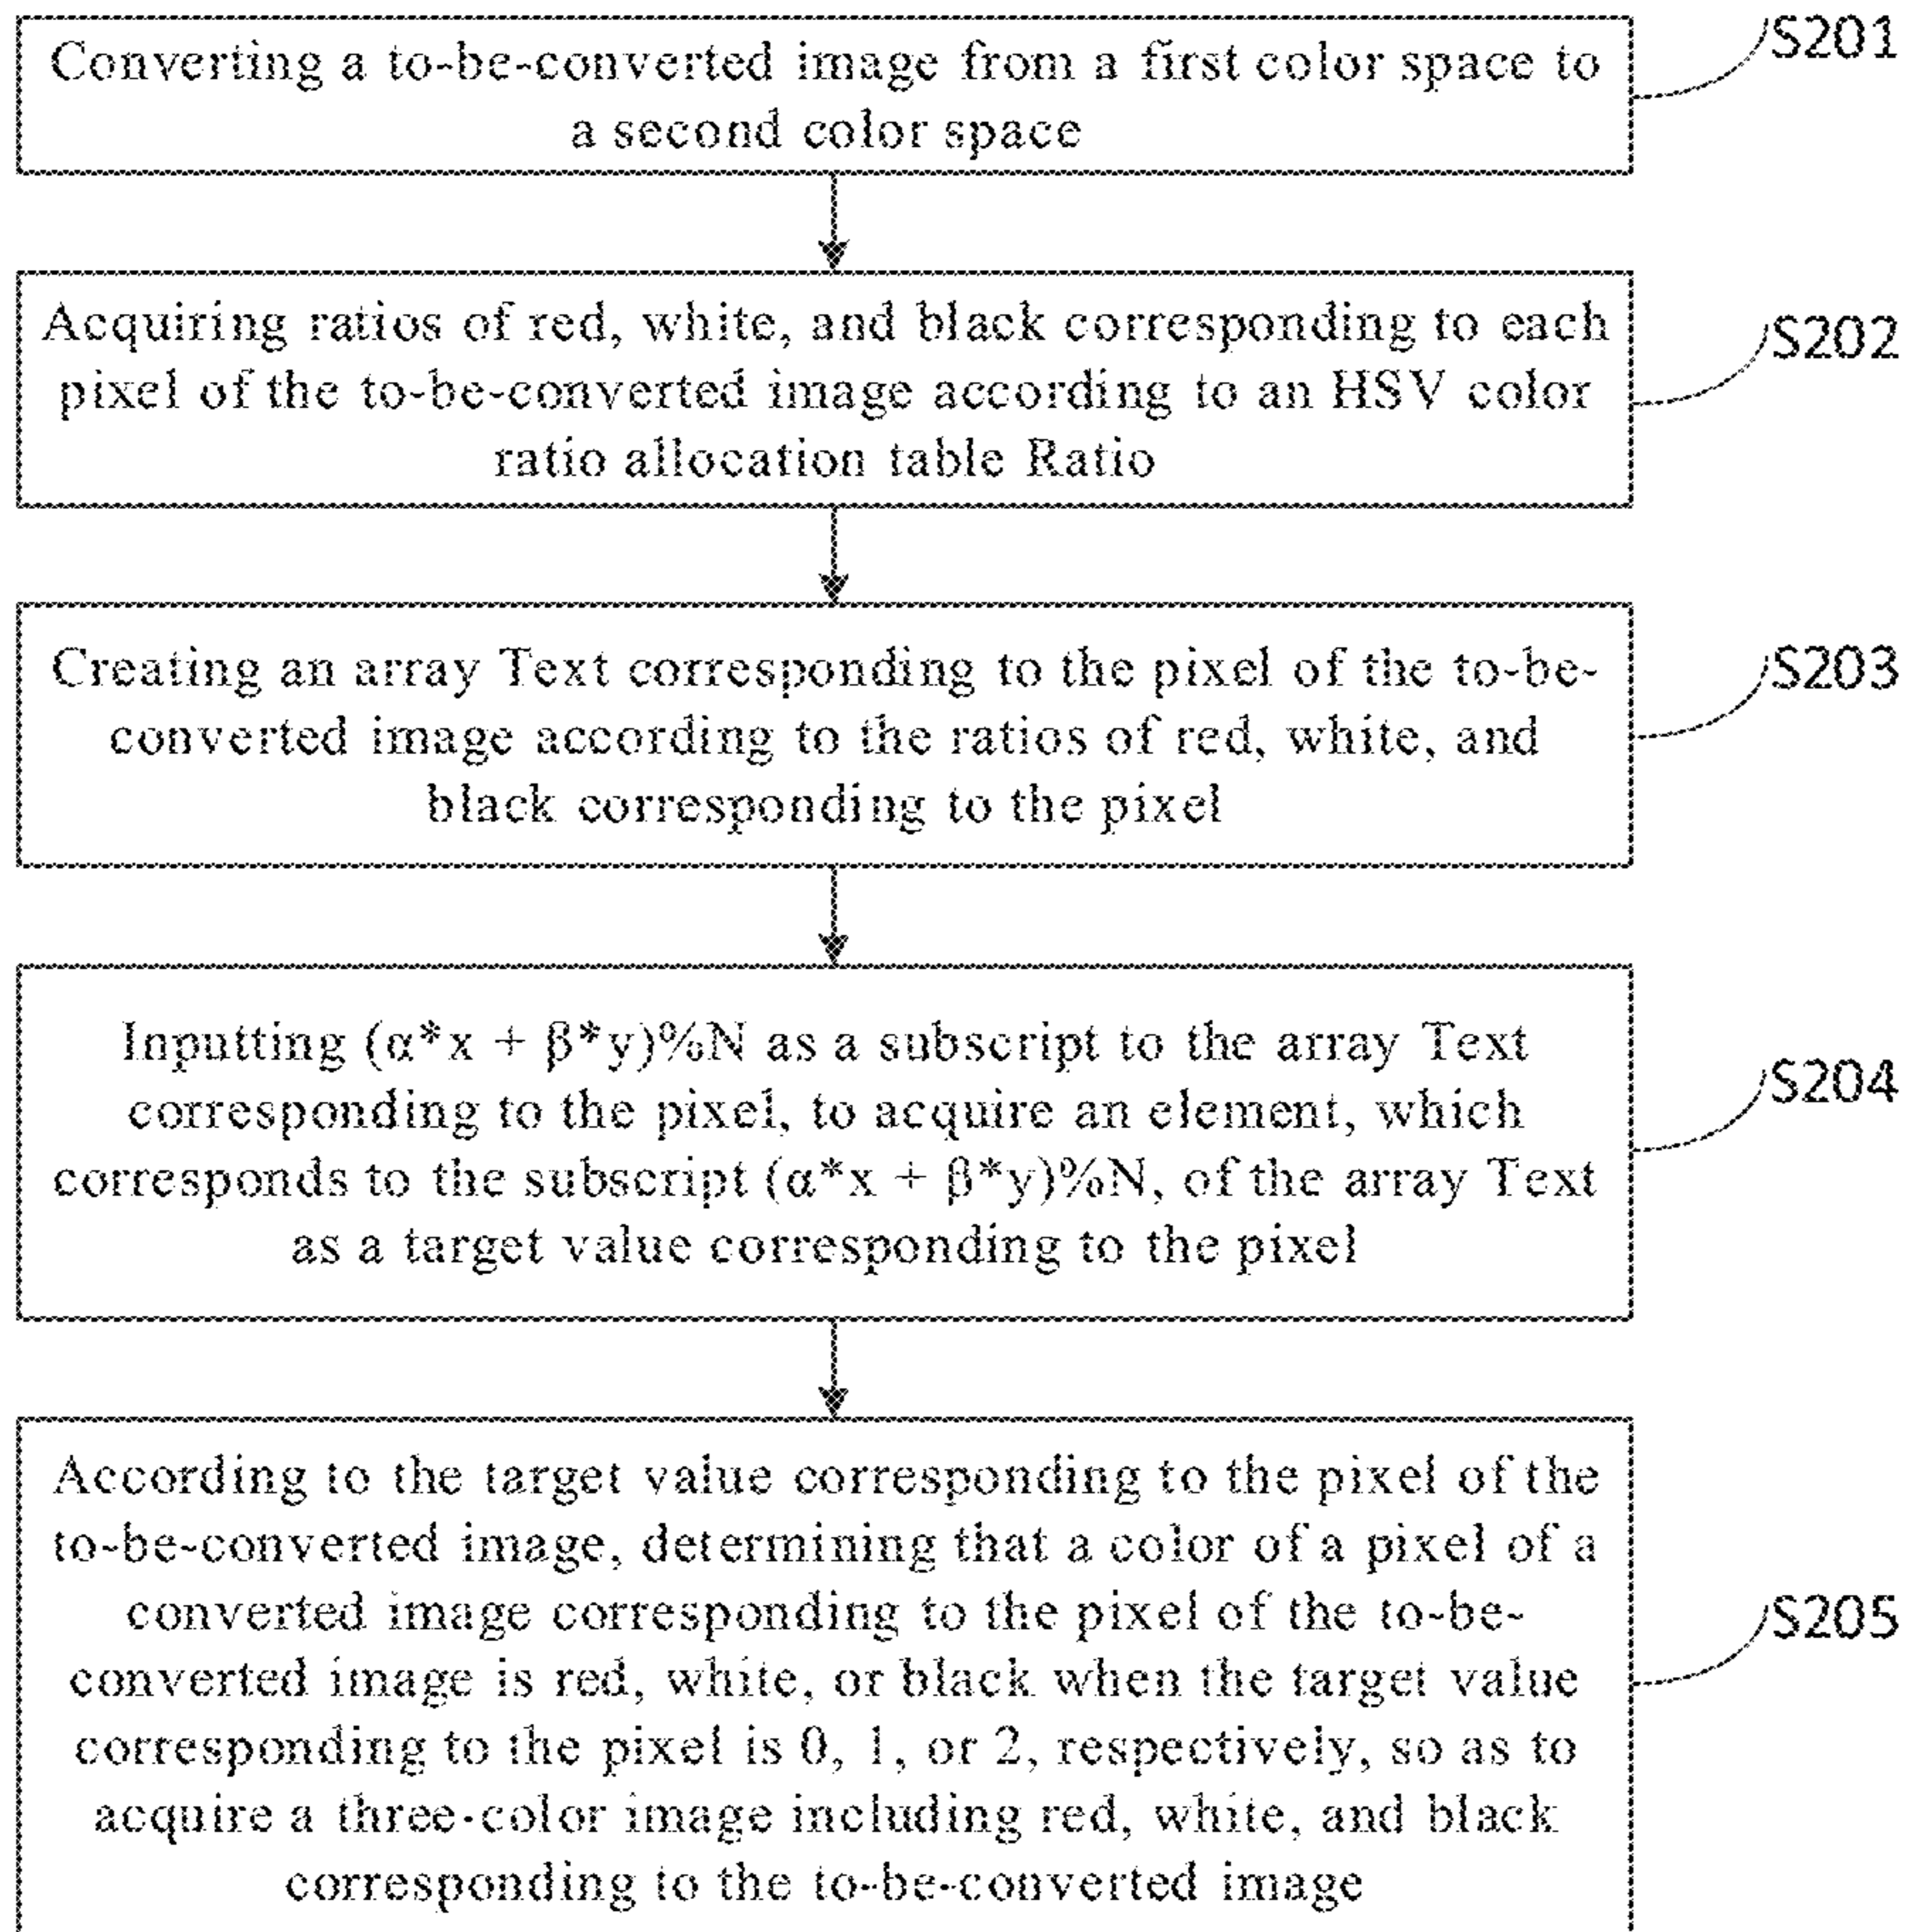 Converting a to-be-converted image from a first color space to
a second color space
S201
Acquiring ratios of red, white, and black corresponding to each
pixel of the to-be-converted image according to an HSV color
ratio allocation table Ratio
S202
Creating an array Text corresponding to the pixel of the to-be-
converted image according to the ratios of red, white, and
black corresponding to the pixel
S203
Inputting (α*x + β*y)%N as a subscript to the array Text
corresponding to the pixel, to acquire an element, which
corresponds to the subscript (α*x + β*y)%N, of the array Text
as a target value corresponding to the pixel
S204
According to the target value corresponding to the pixel of the
to-be-converted image, determining that a color of a pixel of a
converted image corresponding to the pixel of the to-be-
converted image is red, white, or black when the target value
corresponding to the pixel is 0, 1, or 2, respectively, so as to
acquire a three-color image including red, white, and black
corresponding to the to-be-converted image
S205